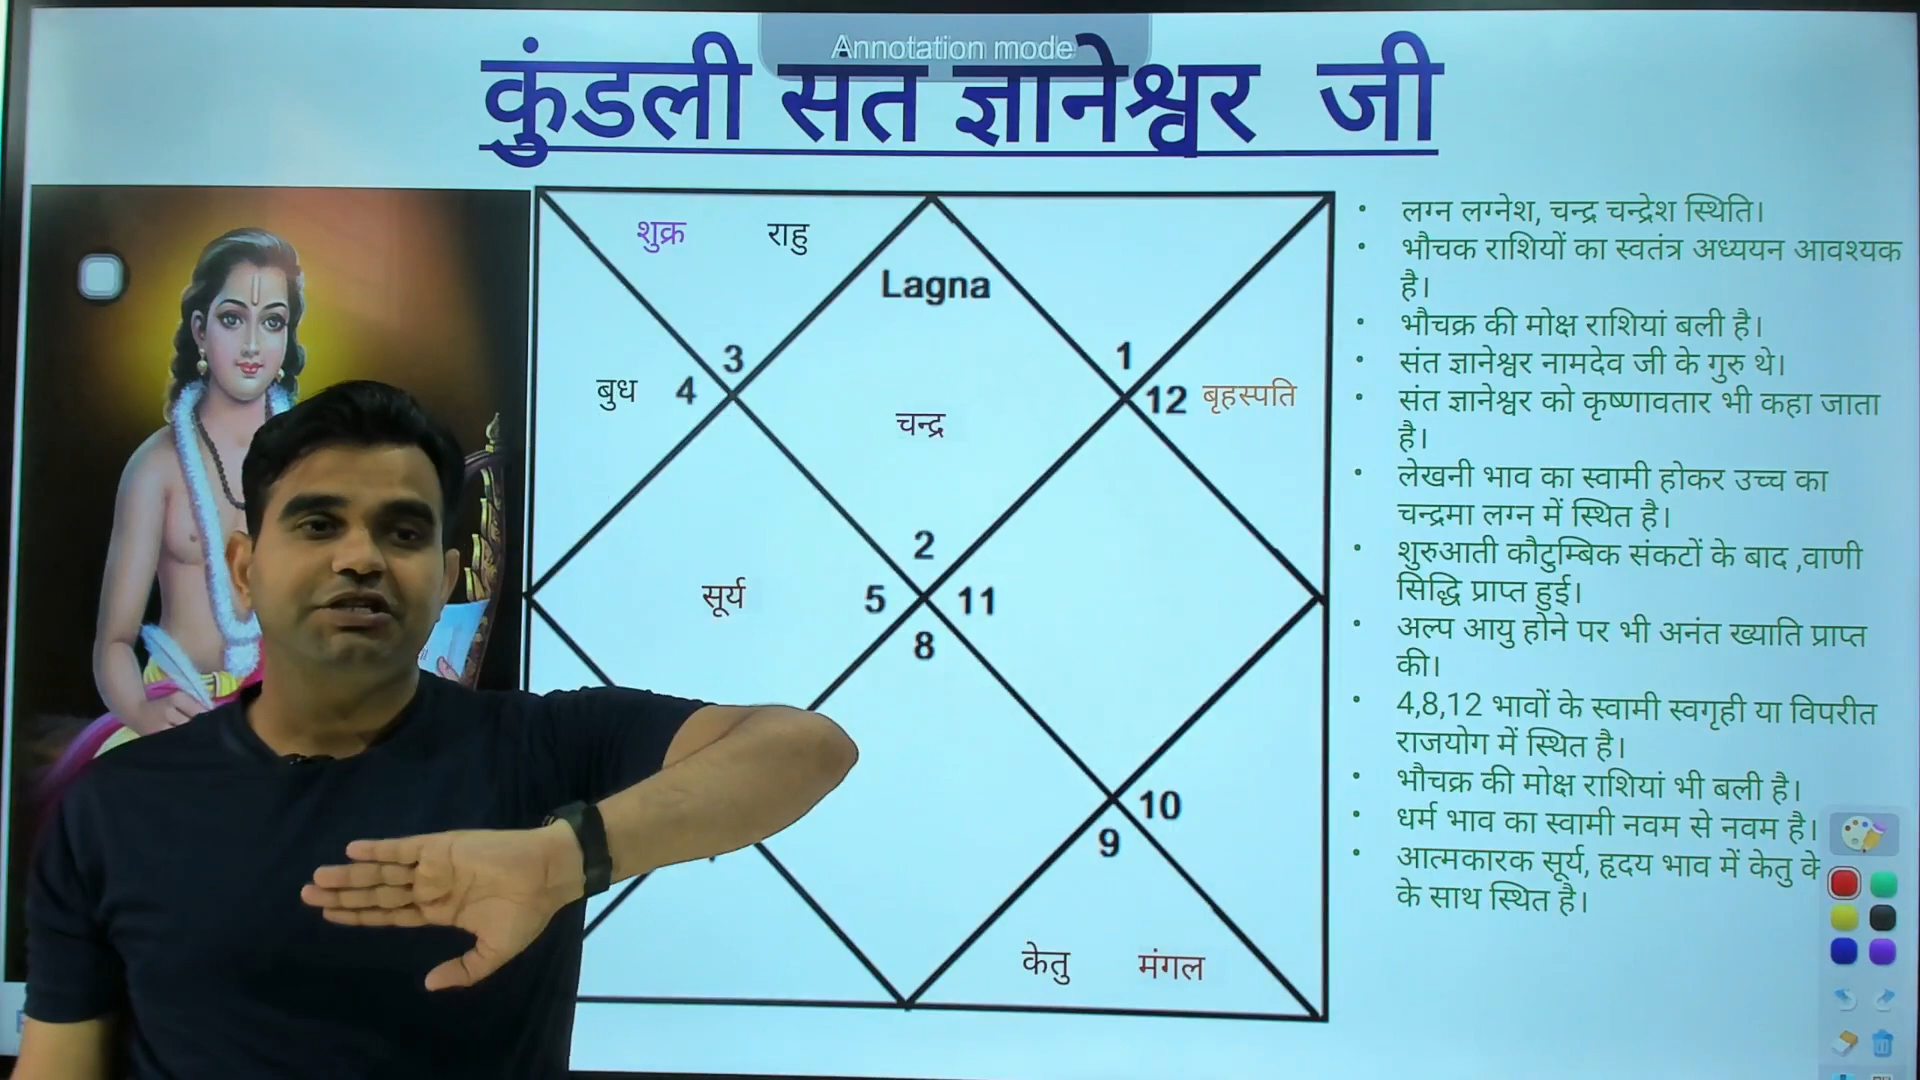 Annotation mode
कुंडली संत ज्ञानेश्वर जी
शुक्र राहु
Lagna
3
1
बुध 4
12 बृहस्पति
चन्द्र
2
सूर्य 5 11
8
10
9
केतु मंगल
• लग्न लग्नेश, चन्द्र चन्द्रेश स्थिति।
• भौचक राशियों का स्वतंत्र अध्ययन आवश्यक
है।
• भौचक्र की मोक्ष राशियां बली है।
• संत ज्ञानेश्वर नामदेव जी के गुरु थे।
• संत ज्ञानेश्वर को कृष्णावतार भी कहा जाता
है।
• लेखनी भाव का स्वामी होकर उच्च का
चन्द्रमा लग्न में स्थित है।
• शुरुआती कौटुम्बिक संकटों के बाद ,वाणी
सिद्धि प्राप्त हुई।
• अल्प आयु होने पर भी अनंत ख्याति प्राप्त
की।
• 4,8,12 भावों के स्वामी स्वगृही या विपरीत
राजयोग में स्थित है।
• भौचक्र की मोक्ष राशियां भी बली है।
• धर्म भाव का स्वामी नवम से नवम है।
• आत्मकारक सूर्य, हृदय भाव में केतु के
के साथ स्थित है।